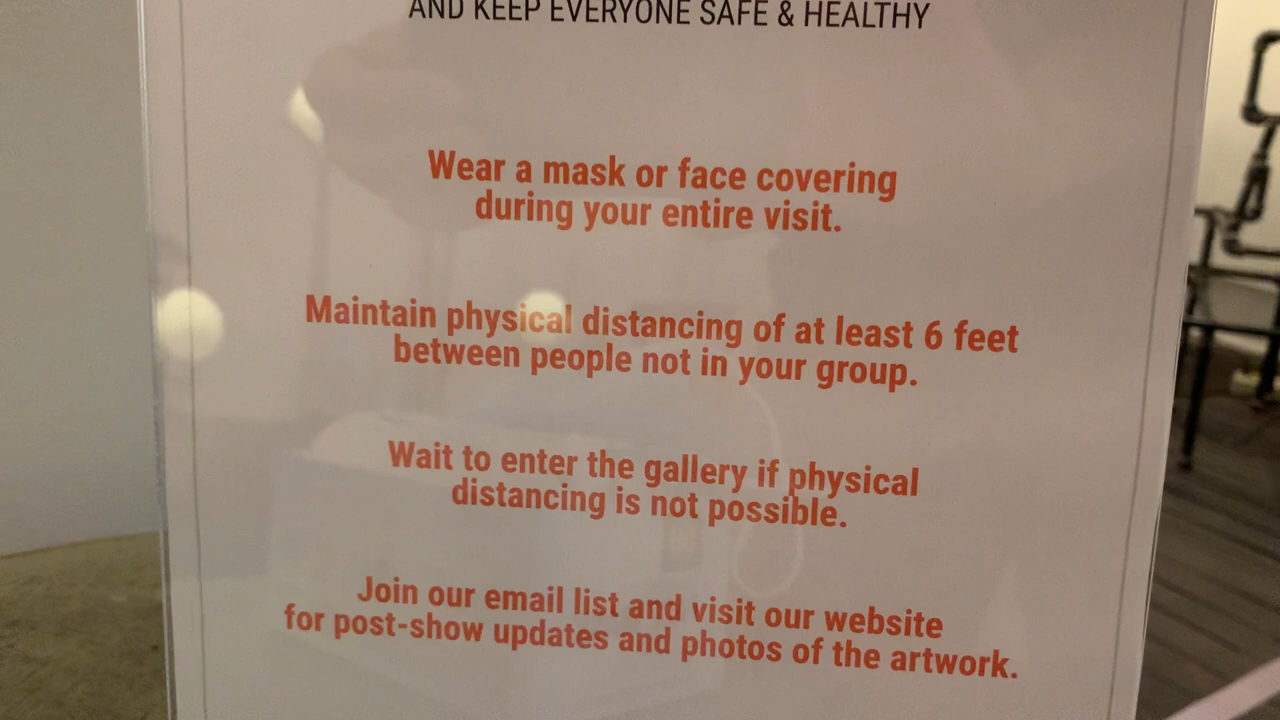 AND KEEP EVERYONE SAFE & HEALTHY
Wear a mask or face covering
during your entire visit.
Maintain physical distancing of at least 6 feet
between people not in your group.
Wait to enter the gallery if physical
distancing is not possible.
Join our email list and visit our website
for post-show updates and photos of the artwork.